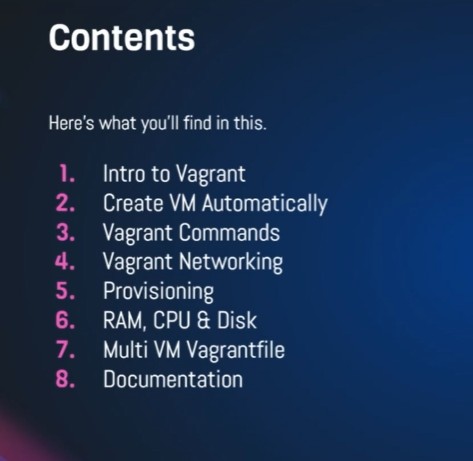 Contents
Here's what you'll find in this.
1. Intro to Vagrant
2. Create VM Automatically
3. Vagrant Commands
4. Vagrant Networking
5. Provisioning
6. RAM, CPU & Disk
7. Multi VM Vagrantfile
8. Documentation